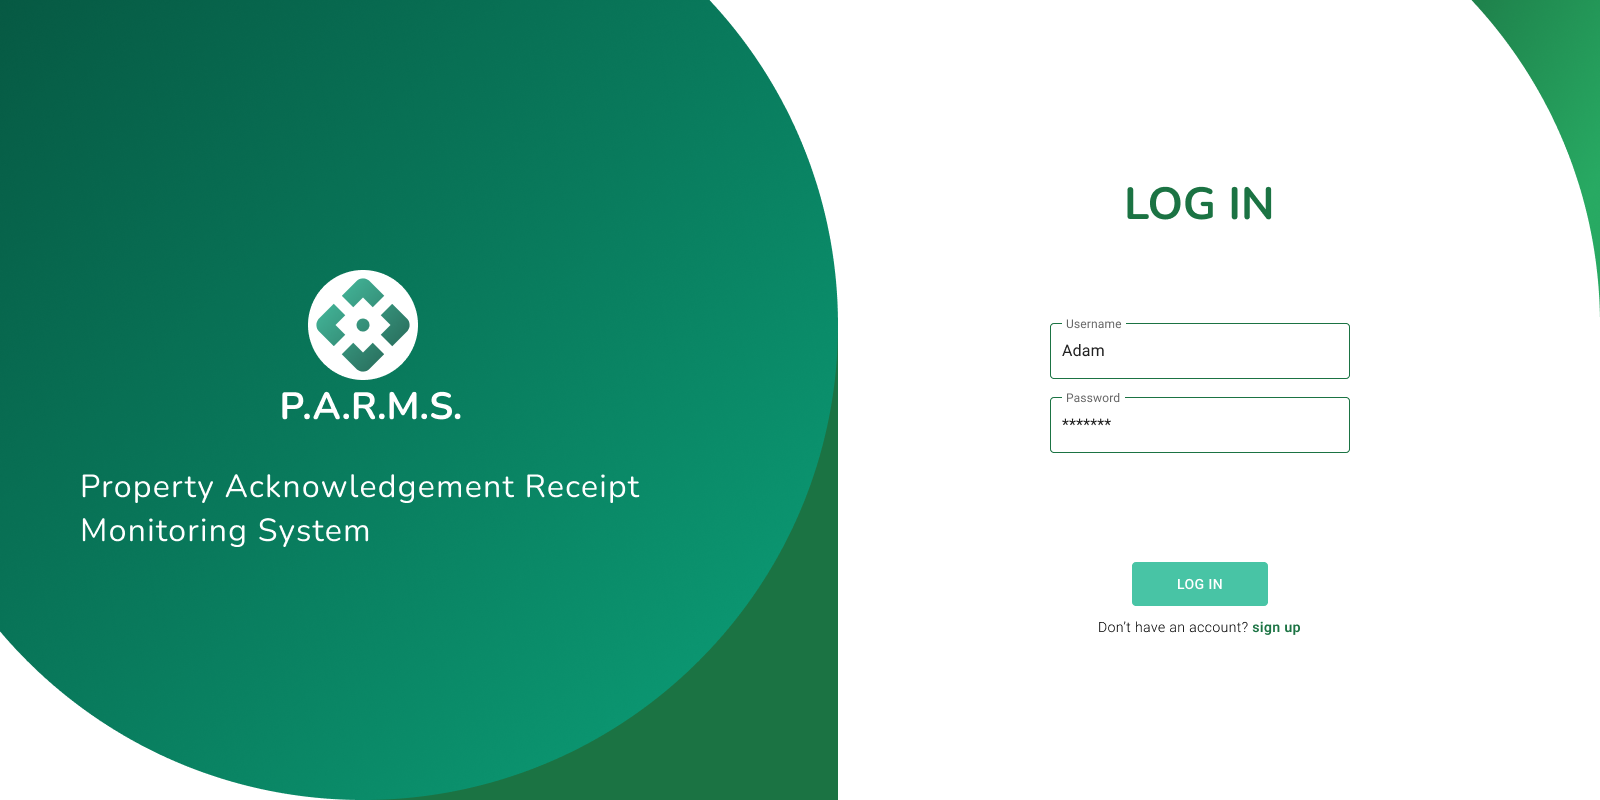 P.A.R.M.S.
Property Acknowledgement Receipt
Monitoring System
LOG IN
Username
Adam
Password
*******
LOG IN
Don't have an account? sign up